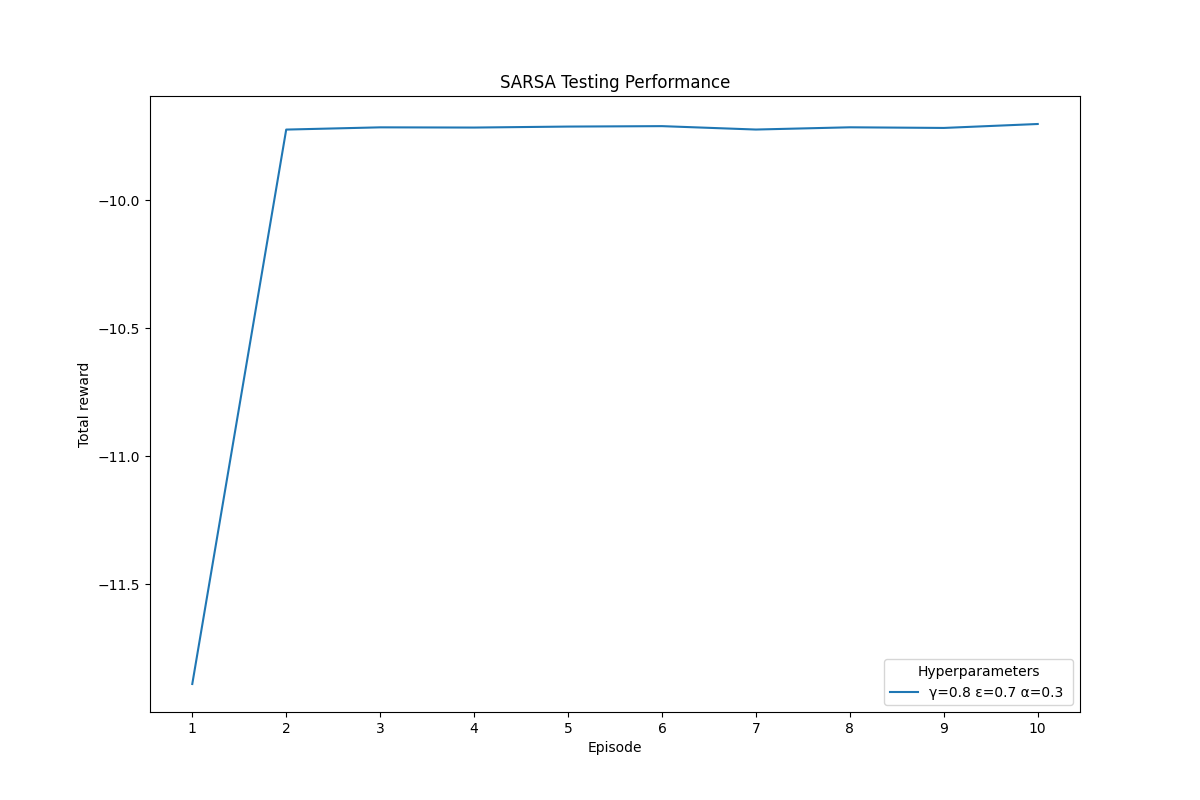 SARSA Testing Performance
Total reward
−10.0
−10.5
−11.0
−11.5
Hyperparameters
γ=0.8 ε=0.7 α=0.3
1 2 3 4 5 6 7 8 9 10
Episode